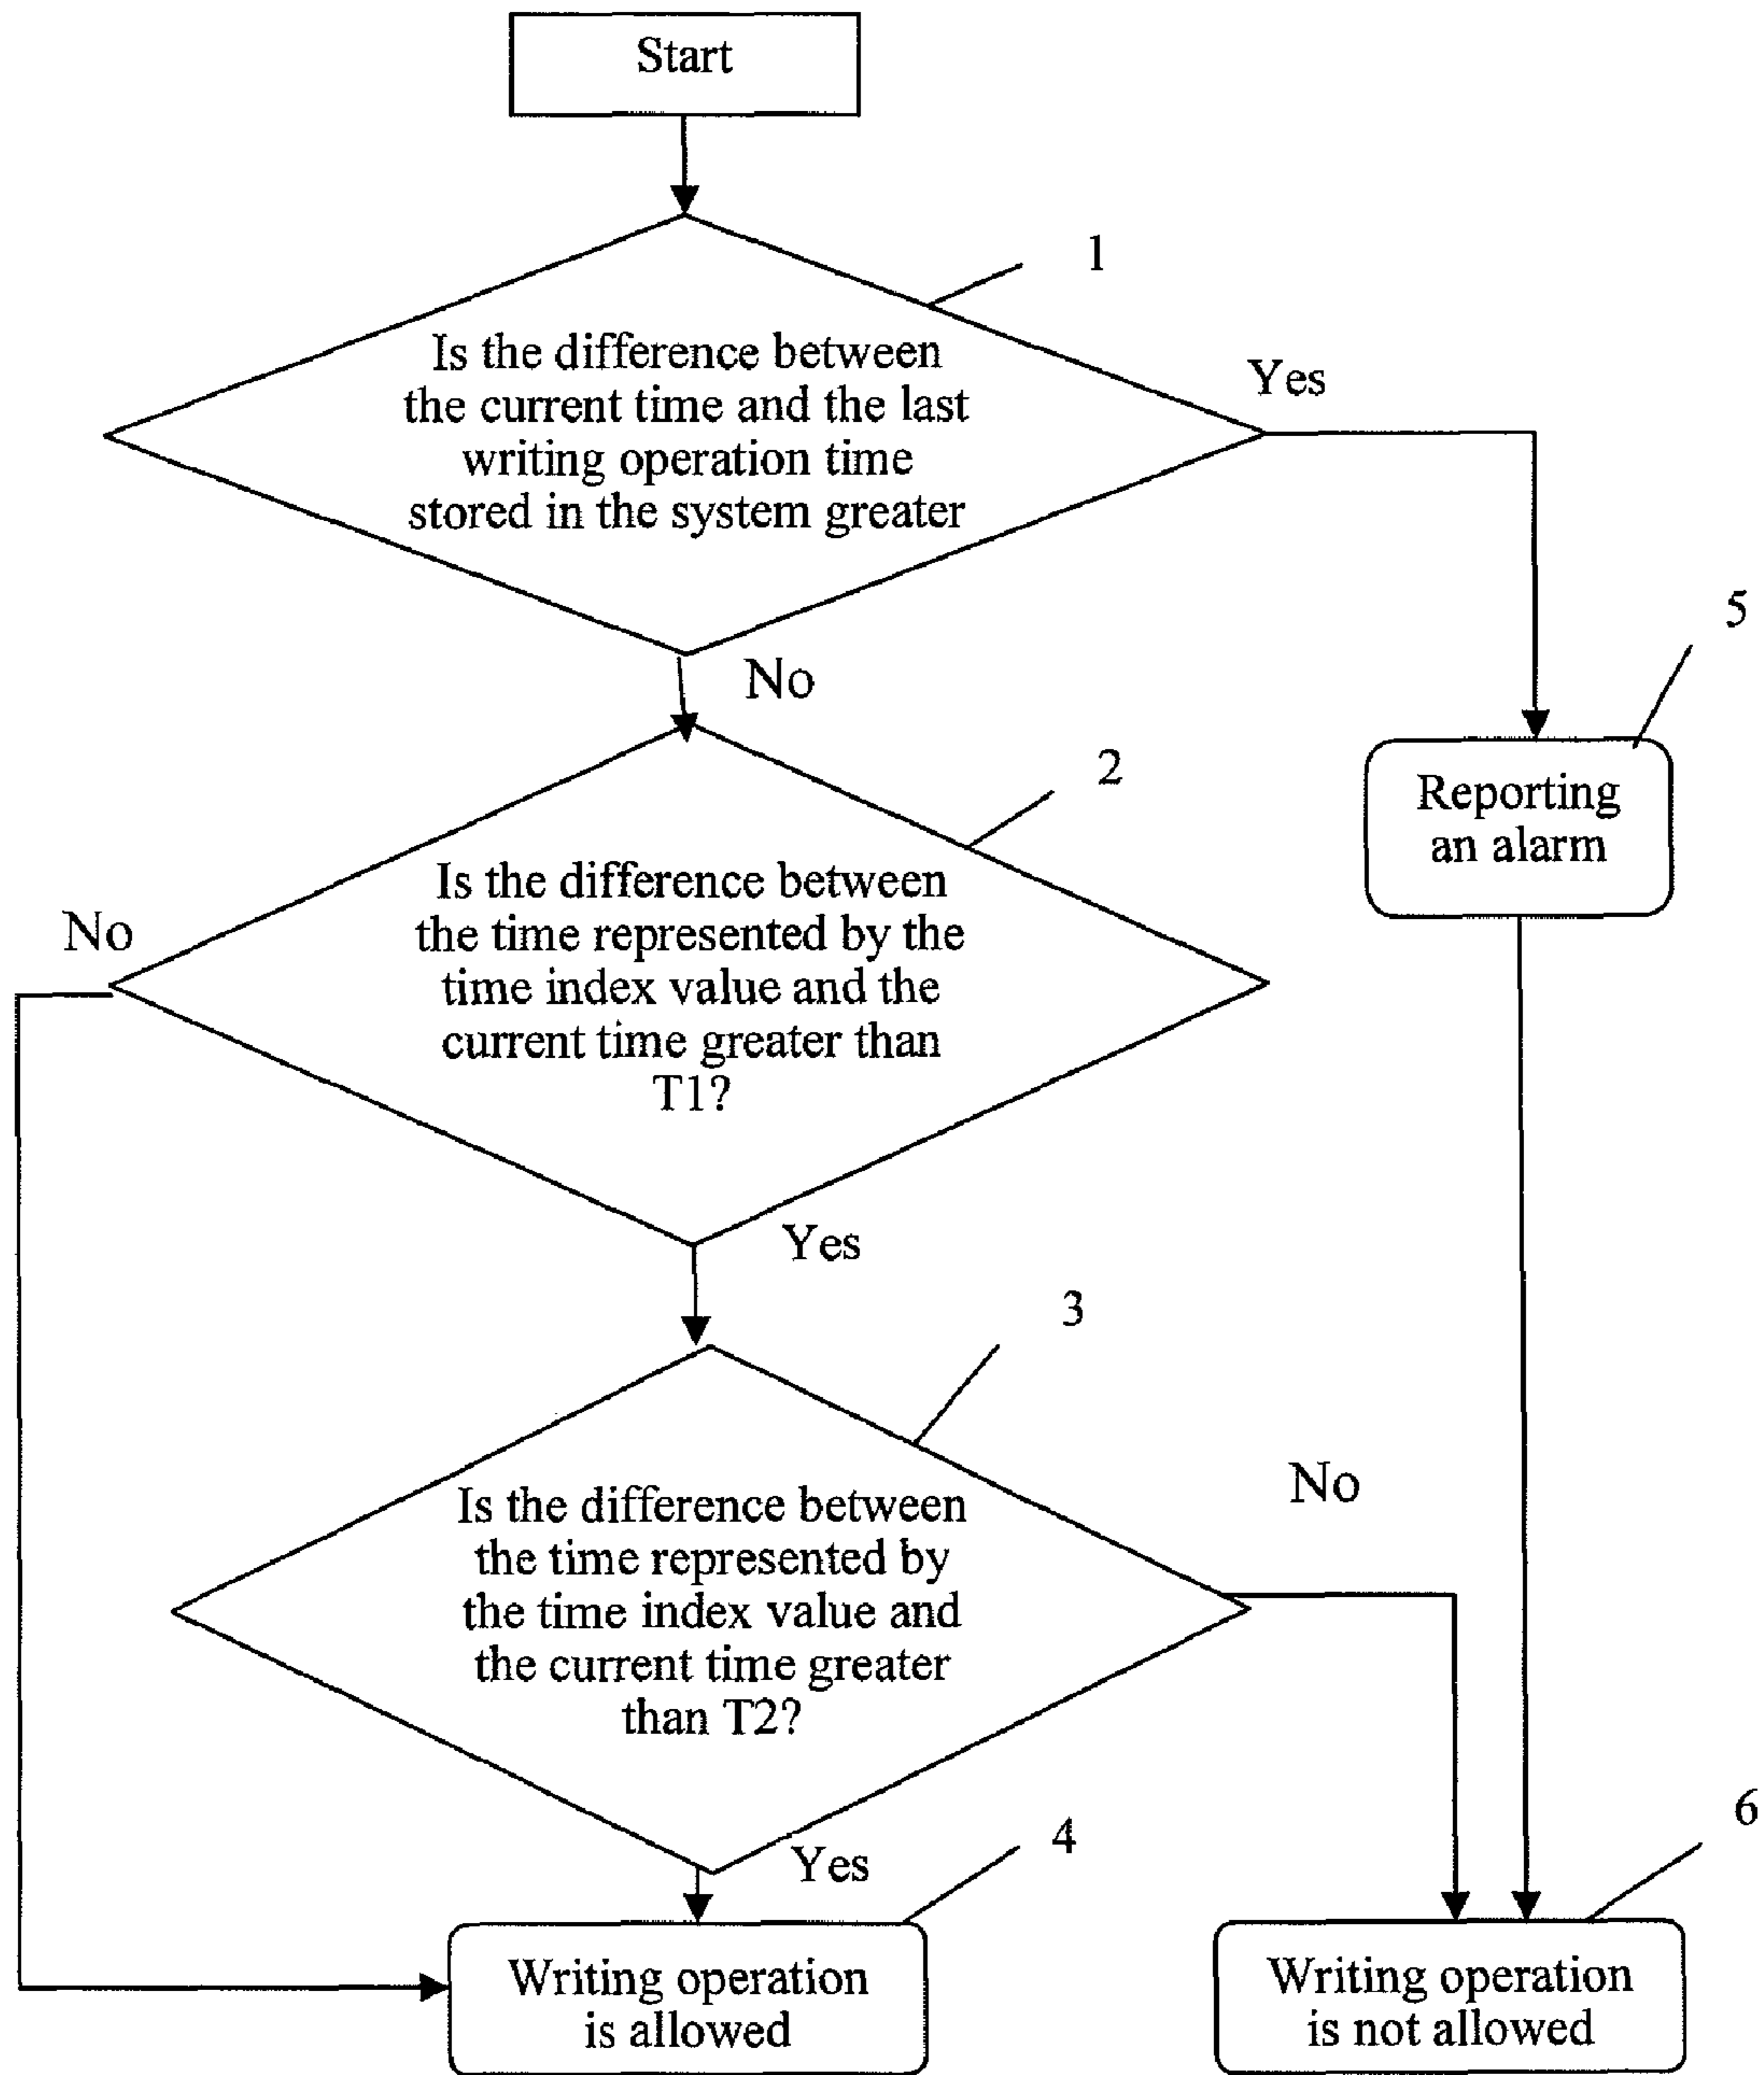 Start
1
Is the difference between
the current time and the last
writing operation time
stored in the system greater
Yes
No
5
Reporting
an alarm
2
Is the difference between
the time represented by the
time index value and the
current time greater than
T1?
No
Yes
3
Is the difference between
the time represented by
the time index value and
the current time greater
than T2?
No
Yes
4
Writing operation
is allowed
6
Writing operation
is not allowed